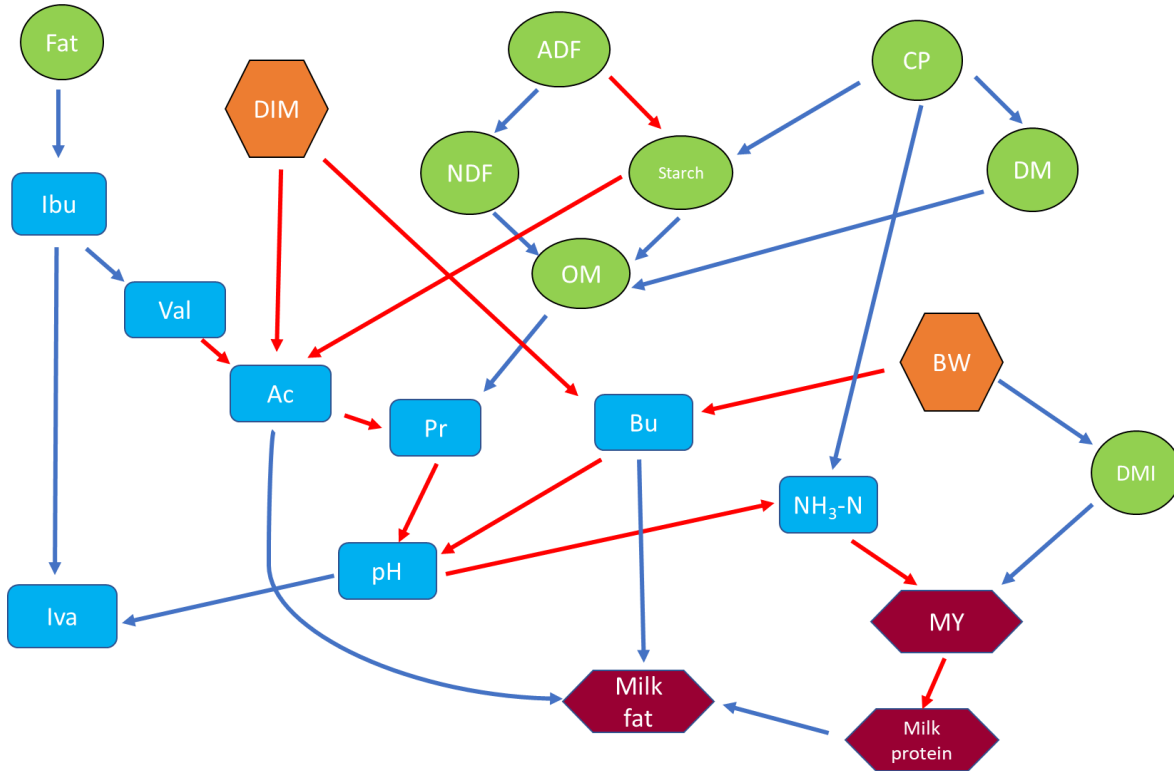 Fat
ADF
CP
DIM
NDF
Starch
DM
Ibu
OM
Val
BW
Ac
Pr
Bu
DMI
NH₃-N
pH
Iva
MY
Milk
fat
Milk
protein